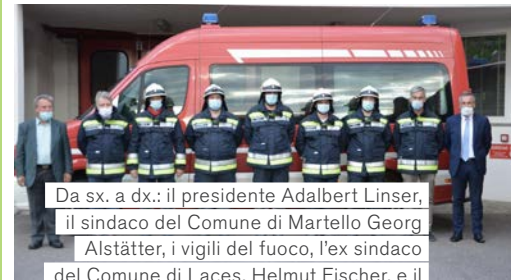 Da sx. a dx.: il presidente Adalbert Linser,
il sindaco del Comune di Martello Georg
Alstätter, i vigili del fuoco, l’ex sindaco
del Comune di Laces, Helmut Fischer, e il